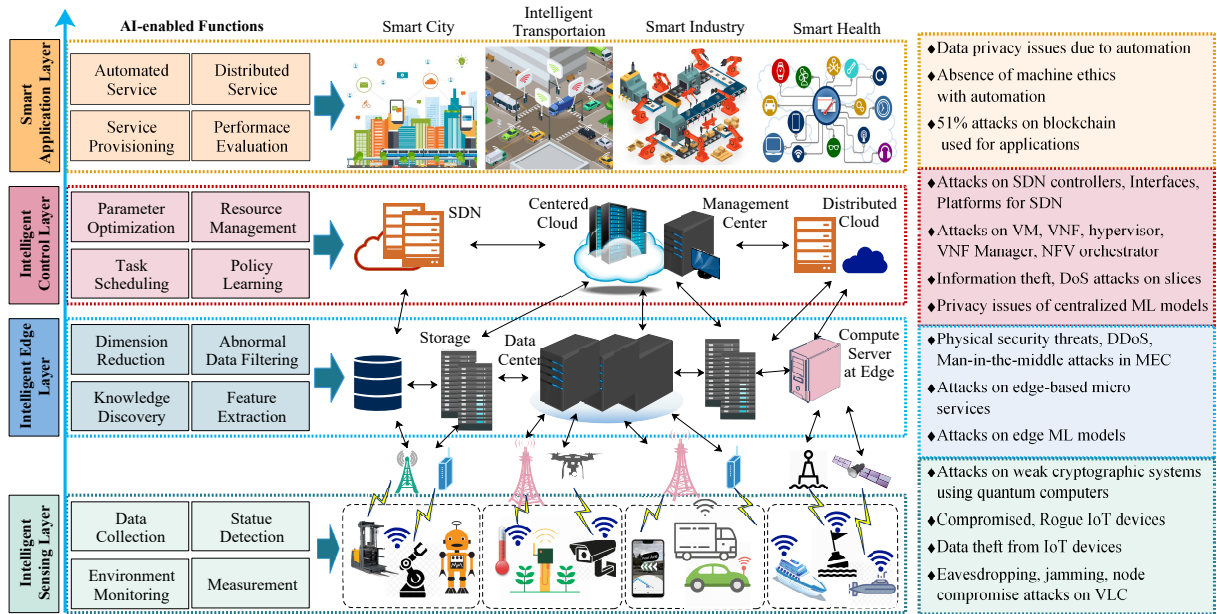 AI-enabled Functions
Smart City
Intelligent
Transportaion
Smart Industry
Smart Health
Smart
Application Layer
Automated
Service
Distributed
Service
Service
Provisioning
Performace
Evaluation
♦Data privacy issues due to automation
♦Absence of machine ethics
with automation
♦51% attacks on blockchain
used for applications
Intelligent
Control Layer
Parameter
Optimization
Resource
Management
Task
Scheduling
Policy
Learning
SDN
Centered
Cloud
Management
Center
Distributed
Cloud
♦Attacks on SDN controllers, Interfaces,
Platforms for SDN
♦Attacks on VM, VNF, hypervisor,
VNF Manager, NFV orchestrator
♦Information theft, DoS attacks on slices
♦Privacy issues of centralized ML models
Intelligent Edge
Layer
Dimension
Reduction
Abnormal
Data Filtering
Knowledge
Discovery
Feature
Extraction
Storage
Data
Center
Compute
Server
at Edge
♦Physical security threats, DDoS,
Man-in-the-middle attacks in MEC
♦Attacks on edge-based micro
services
♦Attacks on edge ML models
Intelligent
Sensing Layer
Data
Collection
Statue
Detection
Environment
Monitoring
Measurement
♦Attacks on weak cryptographic systems
using quantum computers
♦Compromised, Rogue IoT devices
♦Data theft from IoT devices
♦Eavesdropping, jamming, node
compromise attacks on VLC